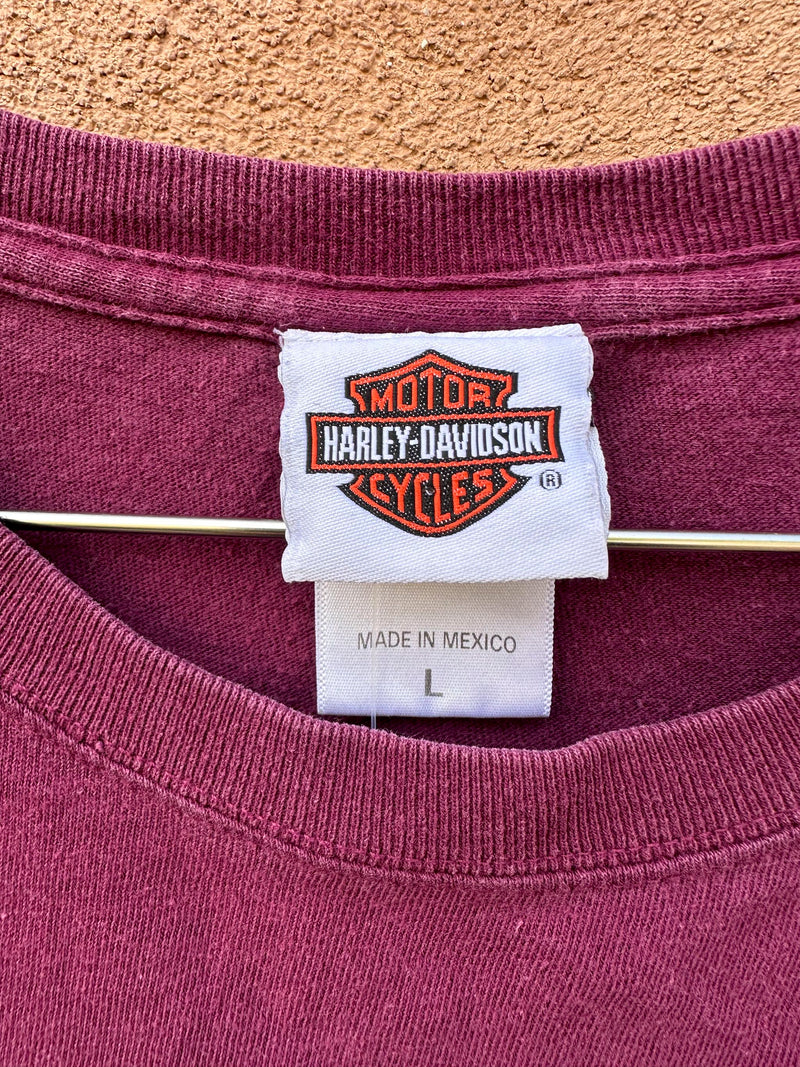 MOTOR
HARLEY-DAVIDSON
CYCLES
®
MADE IN MEXICO
L